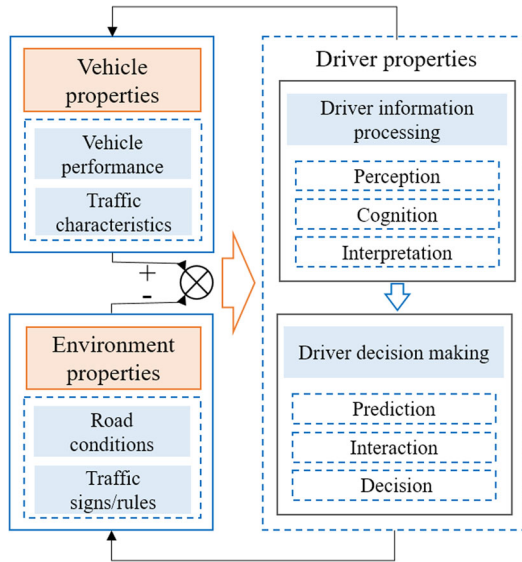 Vehicle
properties
Vehicle
performance
Traffic
characteristics
+
-
Environment
properties
Road
conditions
Traffic
signs/rules
Driver properties
Driver information
processing
Perception
Cognition
Interpretation
Driver decision making
Prediction
Interaction
Decision